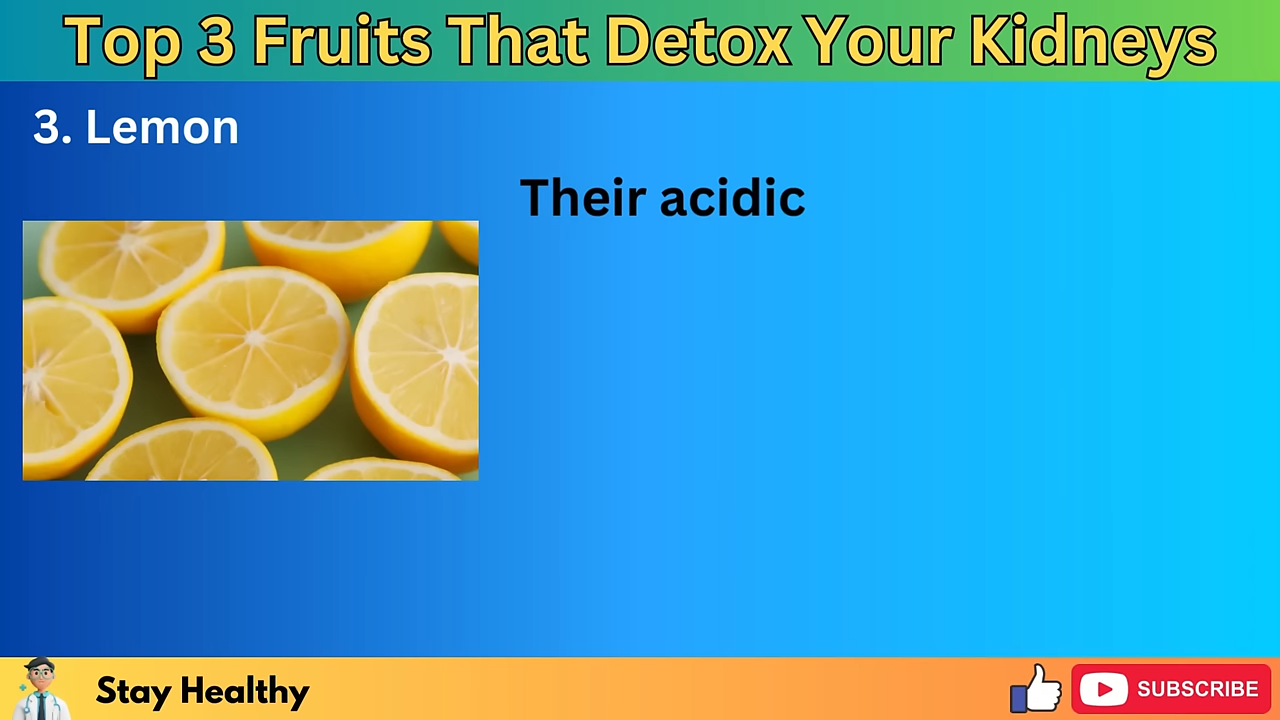 Top 3 Fruits That Detox Your Kidneys
3. Lemon
Their acidic
Stay Healthy
SUBSCRIBE